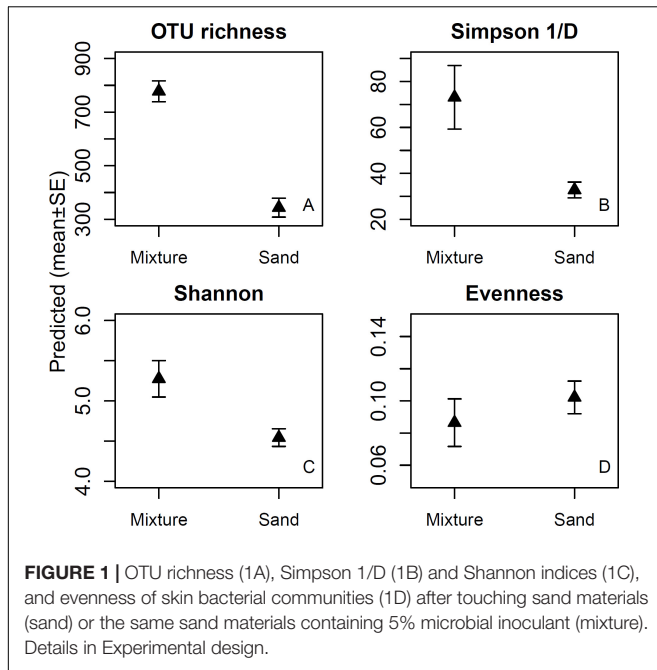 OTU richness
Simpson 1/D
Predicted (mean±SE)
300
500
700
900
A
Mixture
Sand
20
40
60
80
B
Mixture
Sand
Shannon
Evenness
4.0
5.0
6.0
C
Mixture
Sand
0.06
0.10
0.14
D
Mixture
Sand
FIGURE 1 | OTU richness (1A), Simpson 1/D (1B) and Shannon indices (1C),
and evenness of skin bacterial communities (1D) after touching sand materials
(sand) or the same sand materials containing 5% microbial inoculant (mixture).
Details in Experimental design.